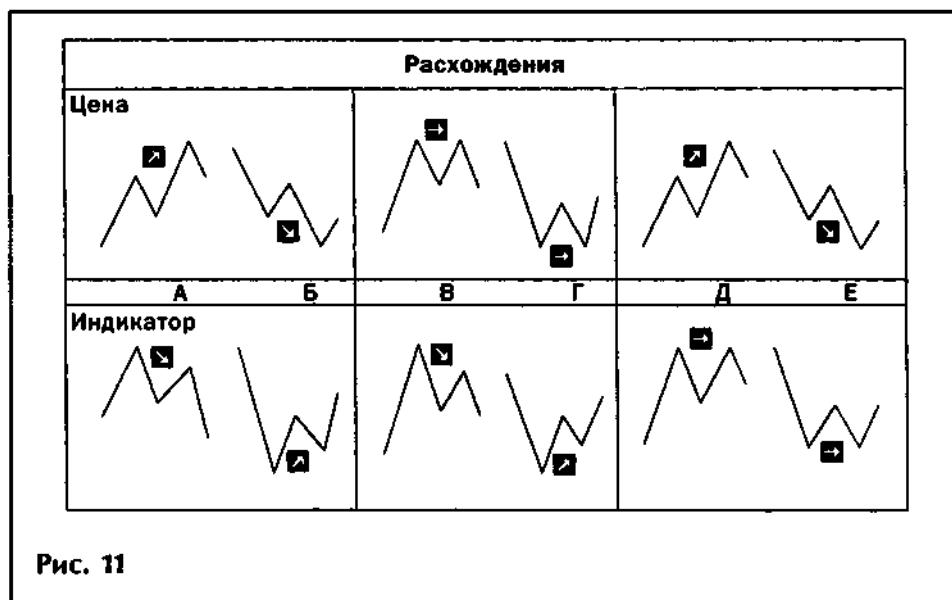 Расхождения
Цена
А Б В Г Д Е
Индикатор
Рис. 11